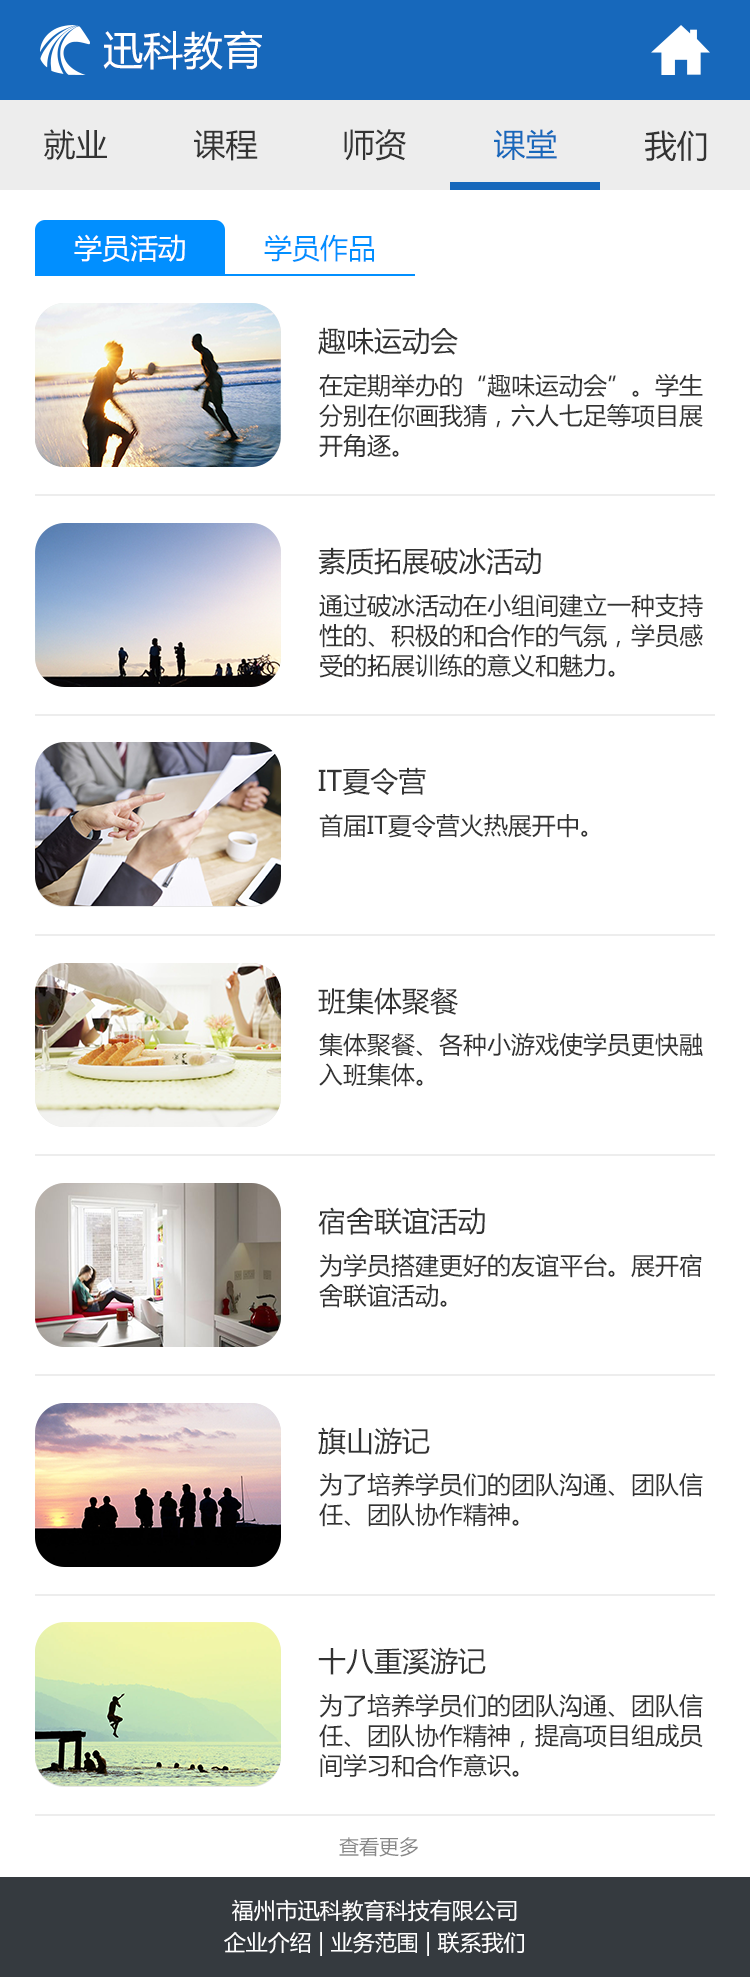 迅科教育
就业 课程 师资 课堂 我们
学员活动 学员作品
趣味运动会
在定期举办的“趣味运动会”。学生
分别在你画我猜，六人七足等项目展
开角逐。
素质拓展破冰活动
通过破冰活动在小组间建立一种支持
性的、积极的和合作的气氛，学员感
受的拓展训练的意义和魅力。
IT夏令营
首届IT夏令营火热展开中。
班集体聚餐
集体聚餐、各种小游戏使学员更快融
入班集体。
宿舍联谊活动
为学员搭建更好的友谊平台。展开宿
舍联谊活动。
旗山游记
为了培养学员们的团队沟通、团队信
任、团队协作精神。
十八重溪游记
为了培养学员们的团队沟通、团队信
任、团队协作精神，提高项目组成员
间学习和合作意识。
查看更多
福州市迅科教育科技有限公司
企业介绍 | 业务范围 | 联系我们